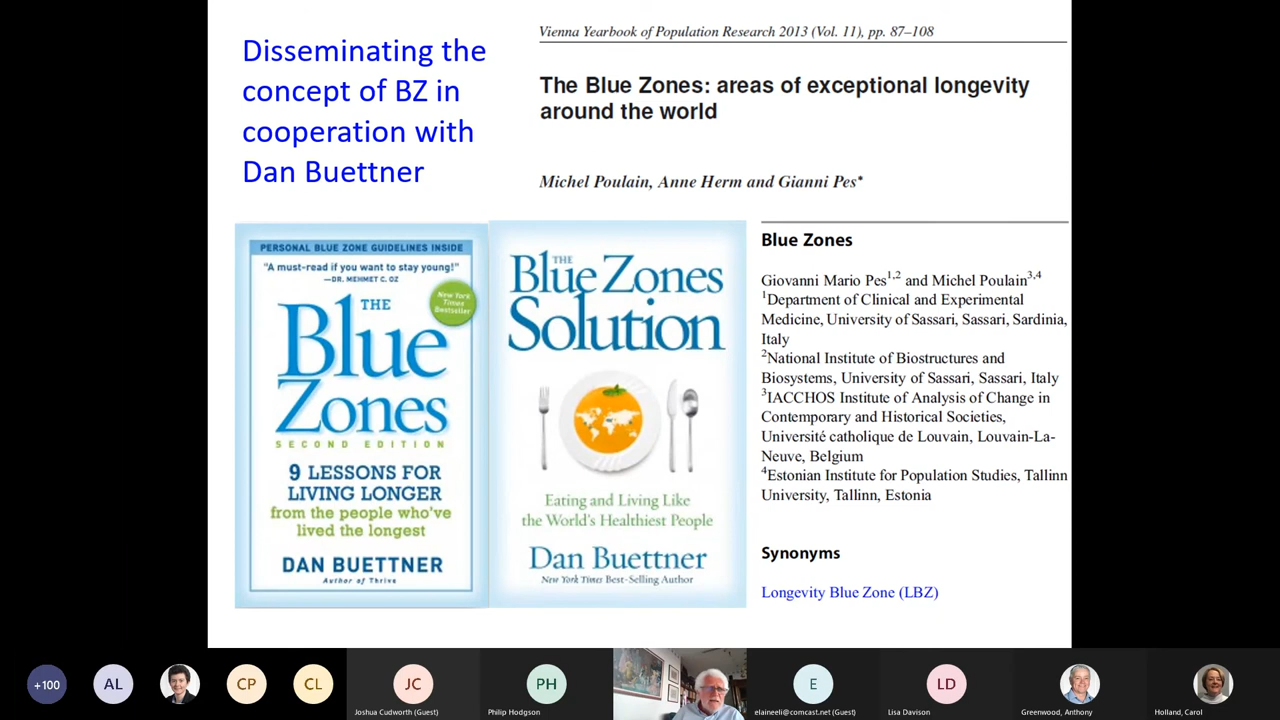 Disseminating the
concept of BZ in
cooperation with
Dan Buettner
Vienna Yearbook of Population Research 2013 (Vol. 11), pp. 87–108
The Blue Zones: areas of exceptional longevity
around the world
Michel Poulain, Anne Herm and Gianni Pes*
PERSONAL BLUE ZONE GUIDELINES INSIDE
"A must-read if you want to stay young!"
—DR. MEHMET C. OZ
New York
Times
Bestseller
THE
Blue
Zones
SECOND EDITION
9 LESSONS FOR
LIVING LONGER
from the people who've
lived the longest
DAN BUETTNER
Author of Thrive
THE
Blue Zones
Solution
Eating and Living Like
the World's Healthiest People
Dan Buettner
New York Times Best-Selling Author
Blue Zones
Giovanni Mario Pes1,2 and Michel Poulain3,4
1Department of Clinical and Experimental
Medicine, University of Sassari, Sassari, Sardinia,
Italy
2National Institute of Biostructures and
Biosystems, University of Sassari, Sassari, Italy
3IACCHOS Institute of Analysis of Change in
Contemporary and Historical Societies,
Université catholique de Louvain, Louvain-La-
Neuve, Belgium
4Estonian Institute for Population Studies, Tallinn
University, Tallinn, Estonia
Synonyms
Longevity Blue Zone (LBZ)
+100
AL
CP
CL
JC
Joshua Cudworth (Guest)
PH
Philip Hodgson
E
elaineeli@comcast.net (Guest)
LD
Lisa Davison
Greenwood, Anthony
Holland, Carol